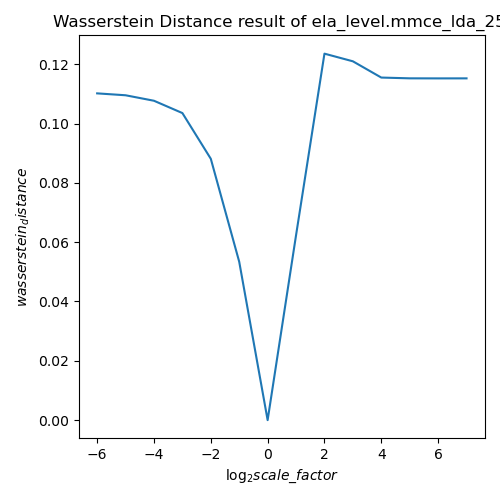 Wasserstein Distance result of ela_level.mmce_lda_25
0.12
0.10
0.08
0.06
0.04
0.02
0.00
wasserstein_distance
−6 −4 −2 0 2 4 6
log₂scale_factor